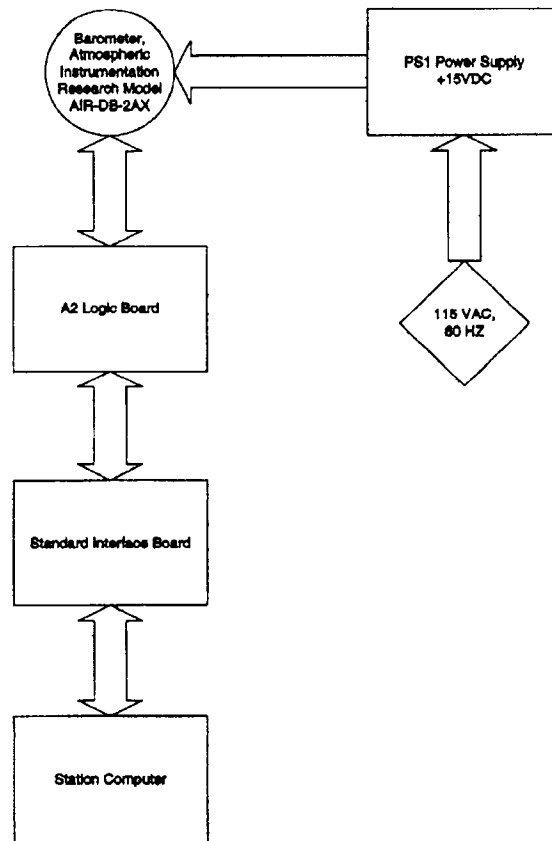 Barometer,
Atmospheric
Instrumentation
Research Model
AIR-DB-2AX
PS1 Power Supply
+15VDC
A2 Logic Board
115 VAC,
60 HZ
Standard Interface Board
Station Computer